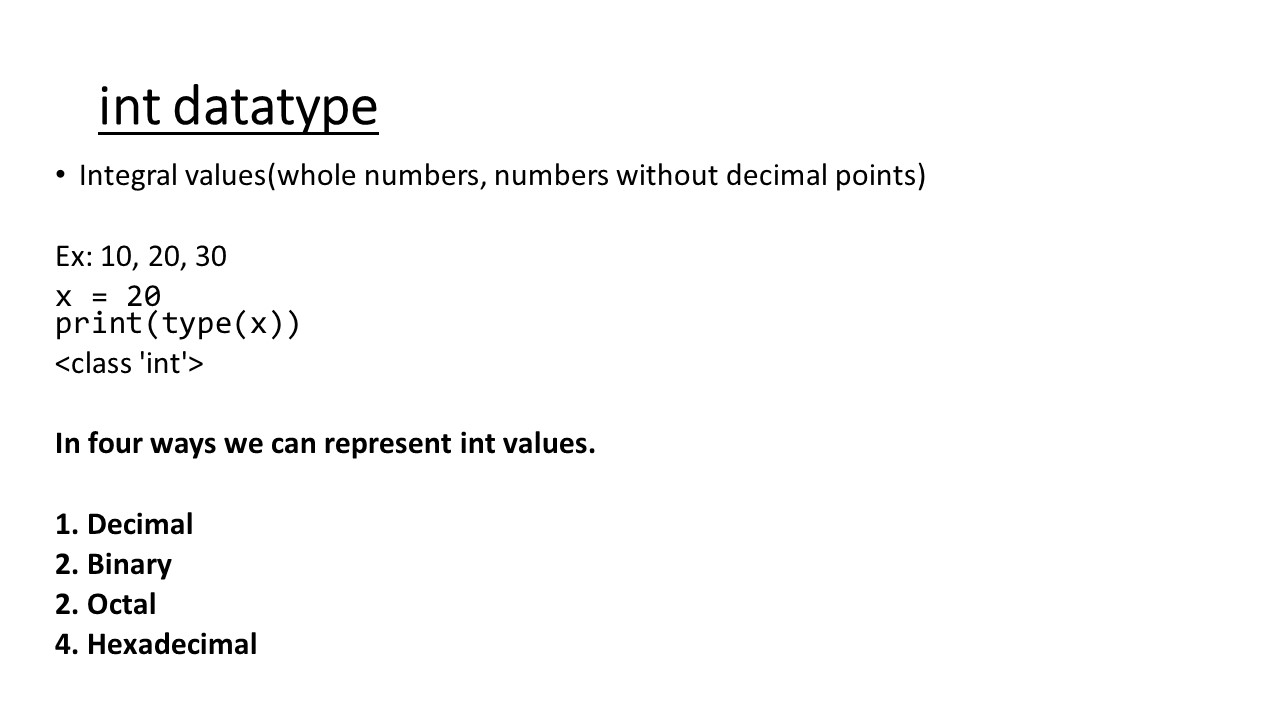 int datatype
• Integral values(whole numbers, numbers without decimal points)
Ex: 10, 20, 30
x = 20
print(type(x))
<class 'int'>
In four ways we can represent int values.
1. Decimal
2. Binary
2. Octal
4. Hexadecimal